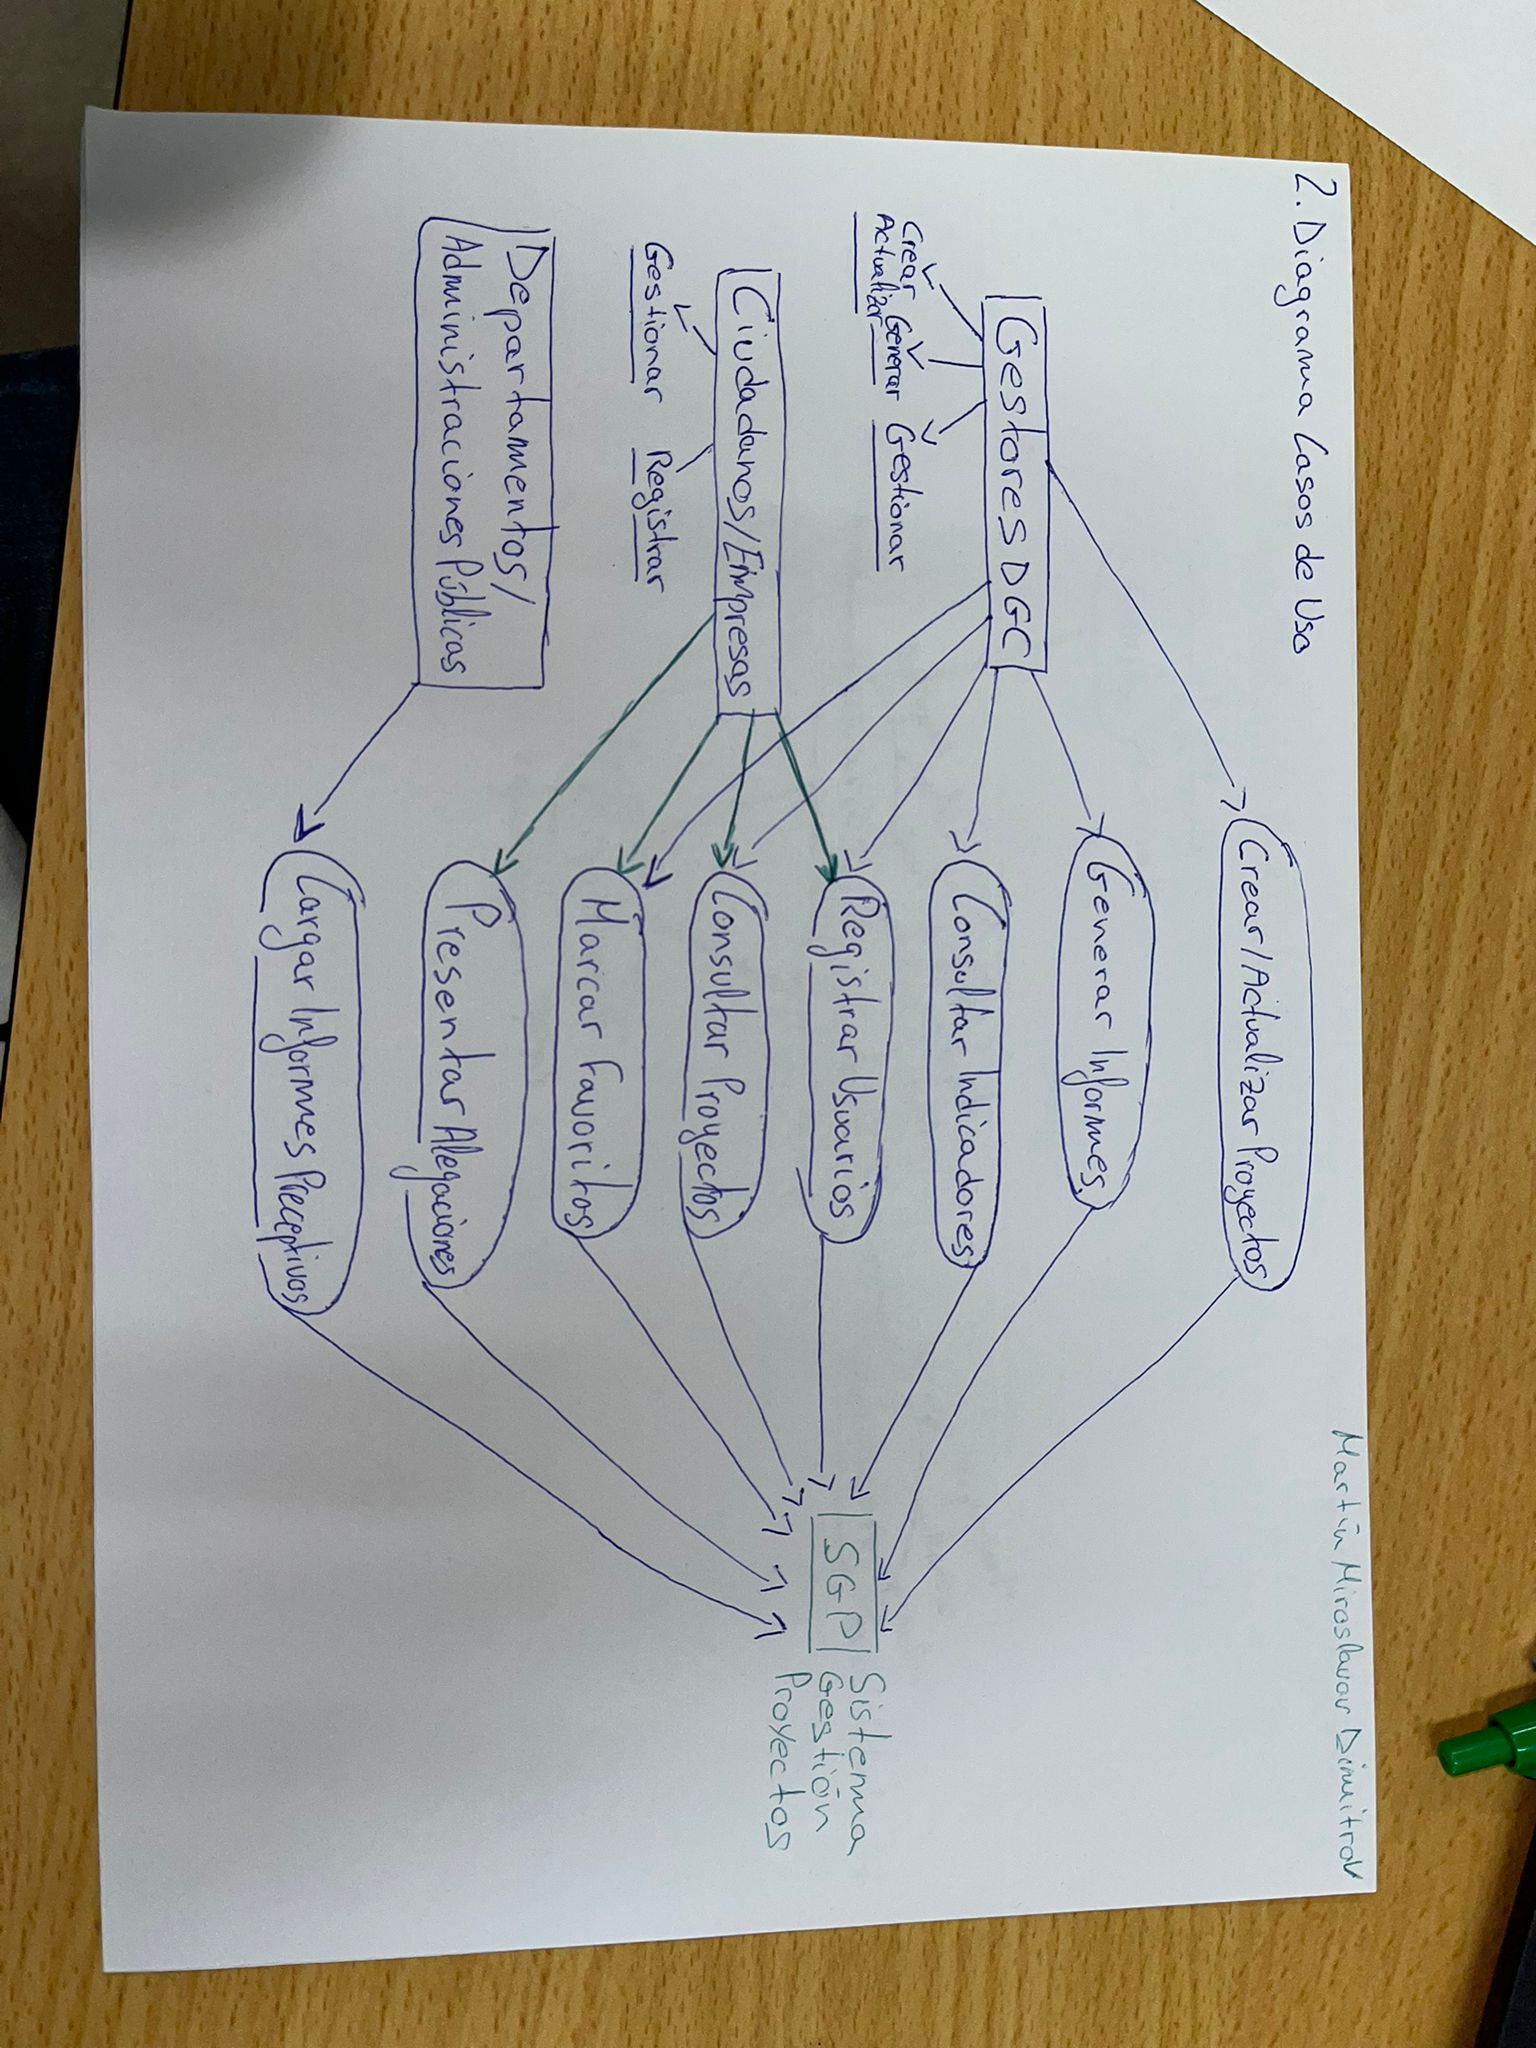 2. Diagrama Casos de Uso
Martín Miroslavov Dimitrov
Gestores DGC
Crear
Actualizar
Generar
Gestionar
Ciudadanos/Empresas
Gestionar
Registrar
Departamentos/
Administraciones Públicas
Crear/Actualizar Proyectos
Generar Informes
Consultar Indicadores
Registrar Usuarios
Consultar Proyectos
Marcar Favoritos
Presentar Alegaciones
Cargar Informes Preceptivos
SGP
Sistema
Gestión
Proyectos